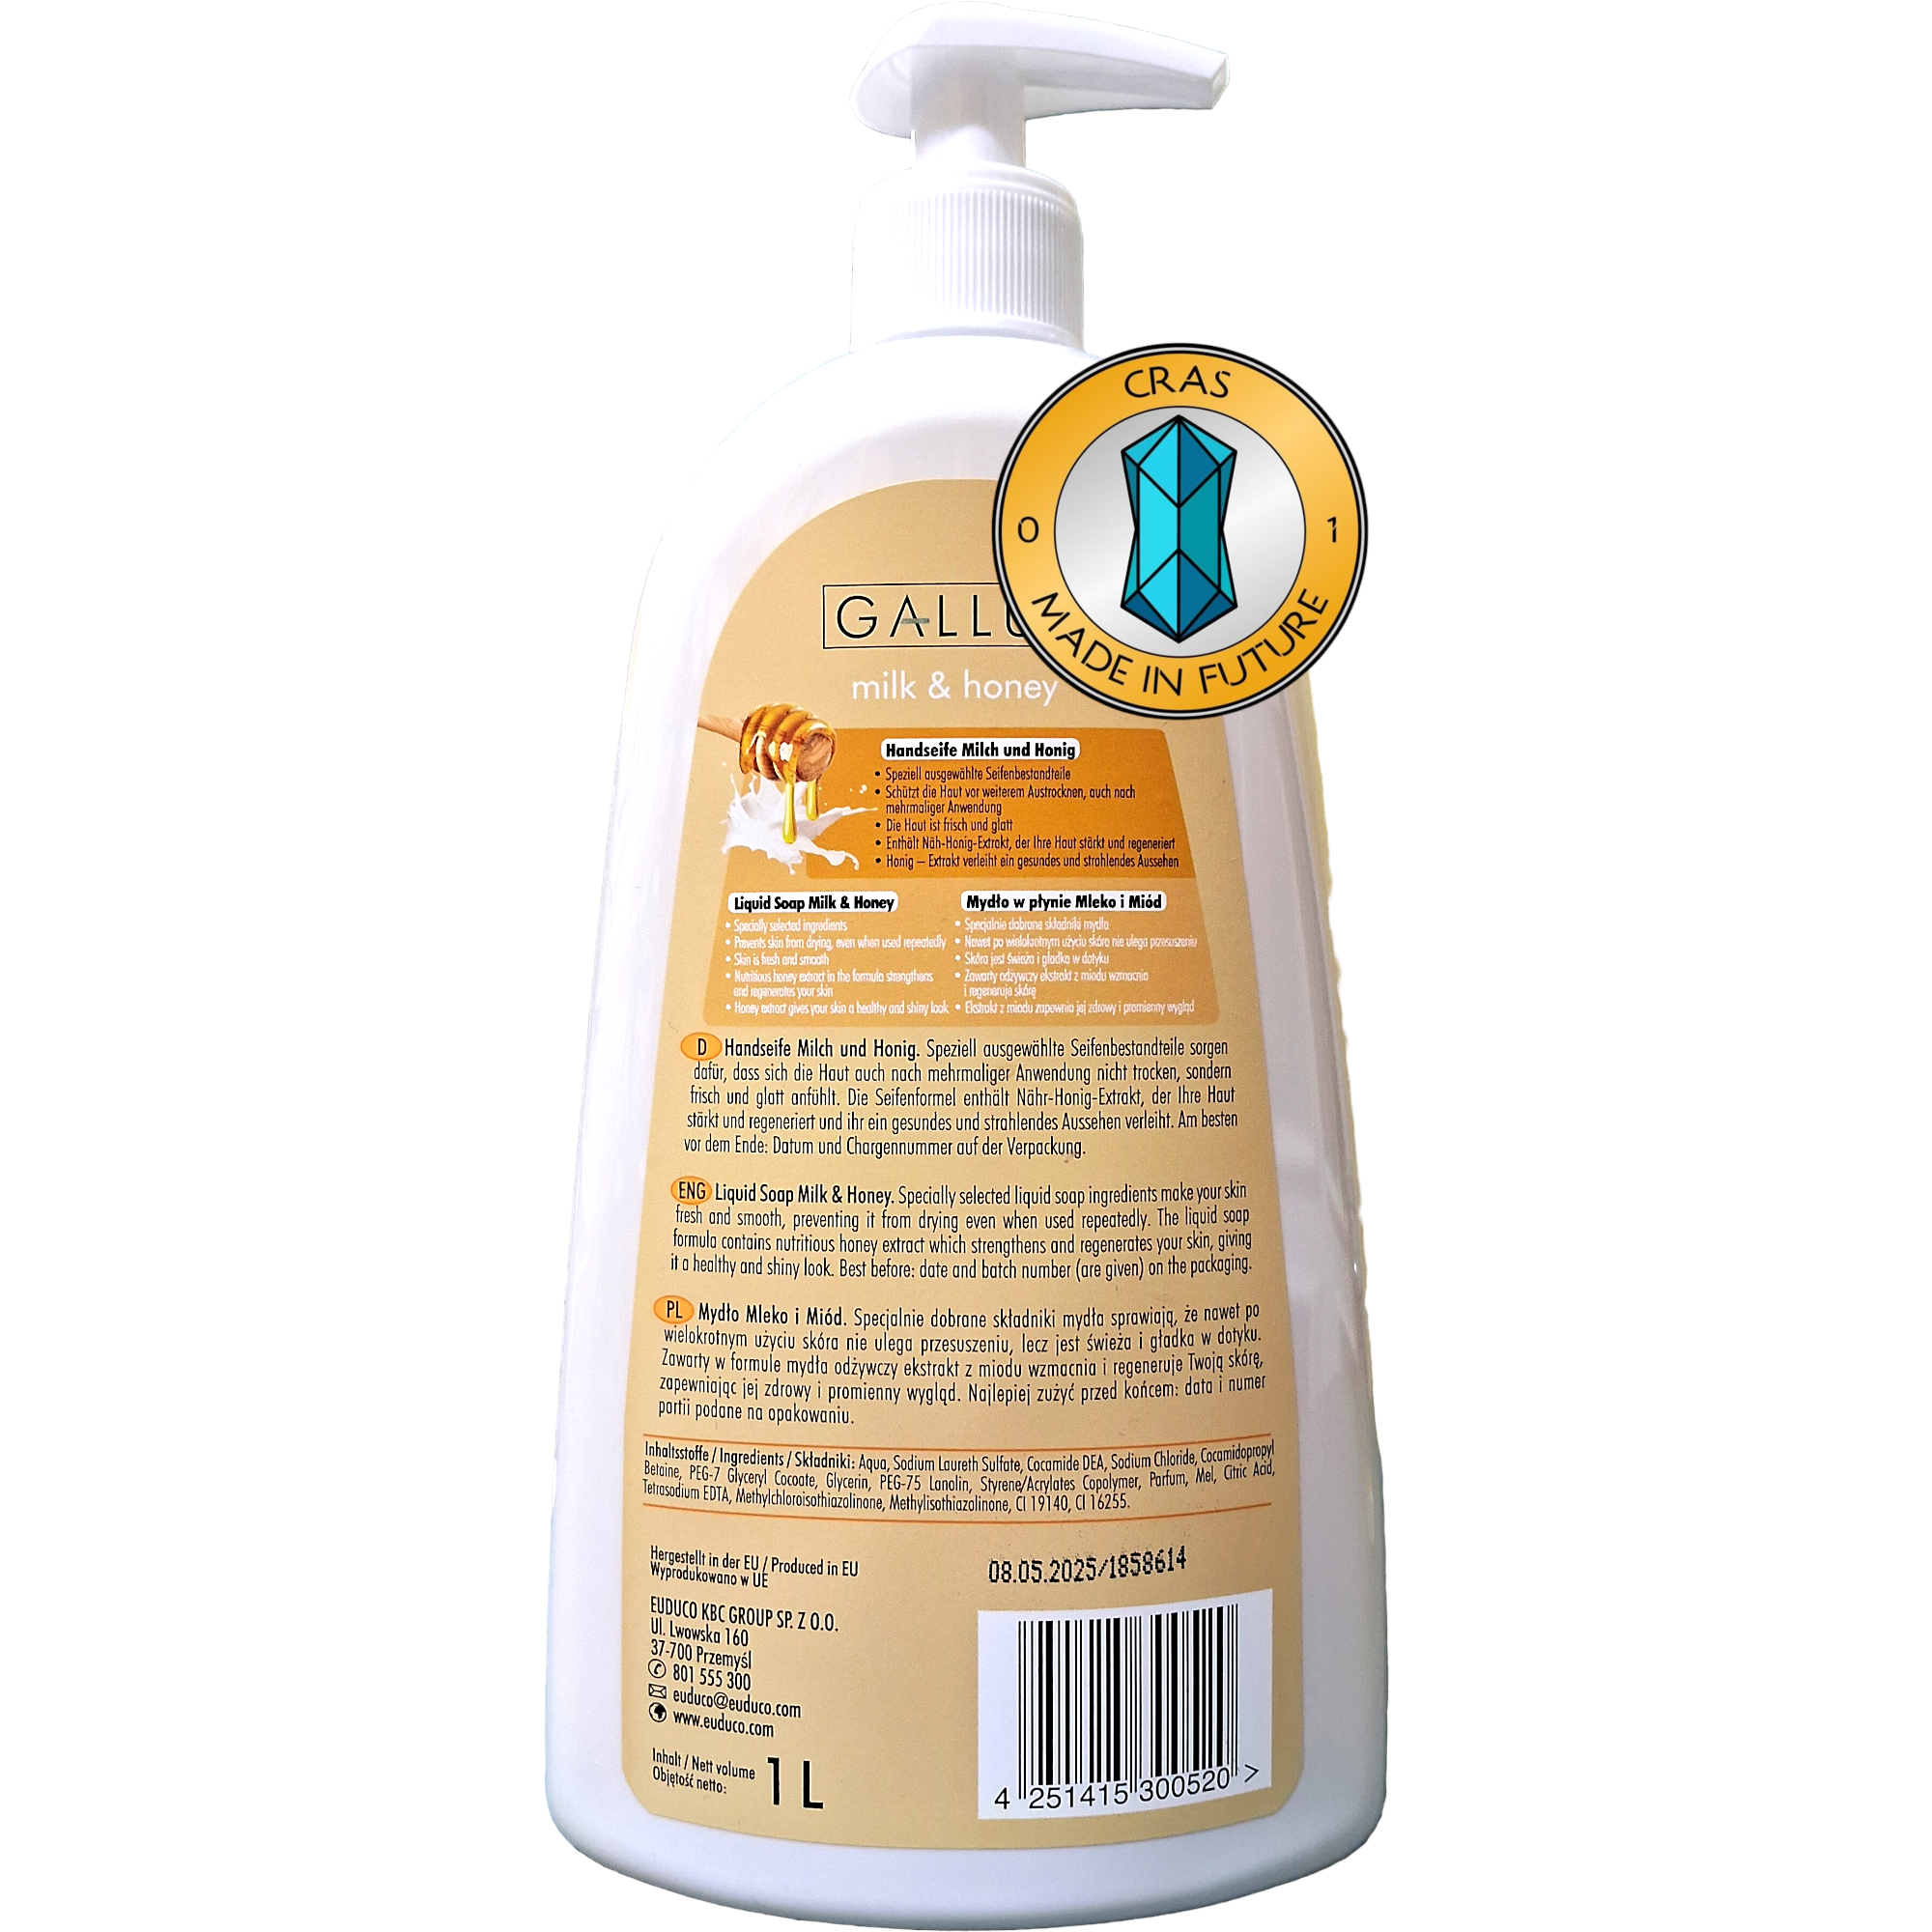 CRAS
0 1
MADE IN FUTURE
GALLU
milk & honey
Handseife Milch und Honig
• Speziell ausgewählte Seifenbestandteile
• Schützt die Haut vor weiterem Austrocknen, auch nach
mehrmaliger Anwendung
• Die Haut ist frisch und glatt
• Enthält Näh-Honig-Extrakt, der Ihre Haut stärkt und regeneriert
• Honig – Extrakt verleiht ein gesundes und strahlendes Aussehen
Liquid Soap Milk & Honey
• Specially selected ingredients
• Prevents skin from drying, even when used repeatedly
• Skin is fresh and smooth
• Nutritious honey extract in the formula strengthens
and regenerates your skin
• Honey extract gives your skin a healthy and shiny look
Mydło w płynie Mleko i Miód
• Specjalnie dobrane składniki mydła
• Nawet po wielokrotnym użyciu skóra nie ulega przesuszeniu
• Skóra jest świeża i gładka w dotyku
• Zawarty odżywczy ekstrakt z miodu wzmacnia
i regeneruje skórę
• Ekstrakt z miodu zapewnia jej zdrowy i promienny wygląd
D Handseife Milch und Honig. Speziell ausgewählte Seifenbestandteile sorgen
dafür, dass sich die Haut auch nach mehrmaliger Anwendung nicht trocken, sondern
frisch und glatt anfühlt. Die Seifenformel enthält Nähr-Honig-Extrakt, der Ihre Haut
stärkt und regeneriert und ihr ein gesundes und strahlendes Aussehen verleiht. Am besten
vor dem Ende: Datum und Chargennummer auf der Verpackung.
ENG Liquid Soap Milk & Honey. Specially selected liquid soap ingredients make your skin
fresh and smooth, preventing it from drying even when used repeatedly. The liquid soap
formula contains nutritious honey extract which strengthens and regenerates your skin, giving
it a healthy and shiny look. Best before: date and batch number (are given) on the packaging.
PL Mydło Mleko i Miód. Specjalnie dobrane składniki mydła sprawiają, że nawet po
wielokrotnym użyciu skóra nie ulega przesuszeniu, lecz jest świeża i gładka w dotyku.
Zawarty w formule mydła odżywczy ekstrakt z miodu wzmacnia i regeneruje Twoją skórę,
zapewniając jej zdrowy i promienny wygląd. Najlepiej zużyć przed końcem: data i numer
partii podane na opakowaniu.
Inhaltsstoffe / Ingredients / Składniki: Aqua, Sodium Laureth Sulfate, Cocamide DEA, Sodium Chloride, Cocamidopropyl
Betaine, PEG-7 Glyceryl Cocoate, Glycerin, PEG-75 Lanolin, Styrene/Acrylates Copolymer, Parfum, Mel, Citric Acid,
Tetrasodium EDTA, Methylchloroisothiazolinone, Methylisothiazolinone, CI 19140, CI 16255.
Hergestellt in der EU / Produced in EU
Wyprodukowano w UE
08.05.2025/1858614
EUDUCO KBC GROUP SP. Z O.O.
Ul. Lwowska 160
37-700 Przemyśl
801 555 300
euduco@euduco.com
www.euduco.com
Inhalt / Nett volume
Objętość netto:
1 L
4 251415 300520 >